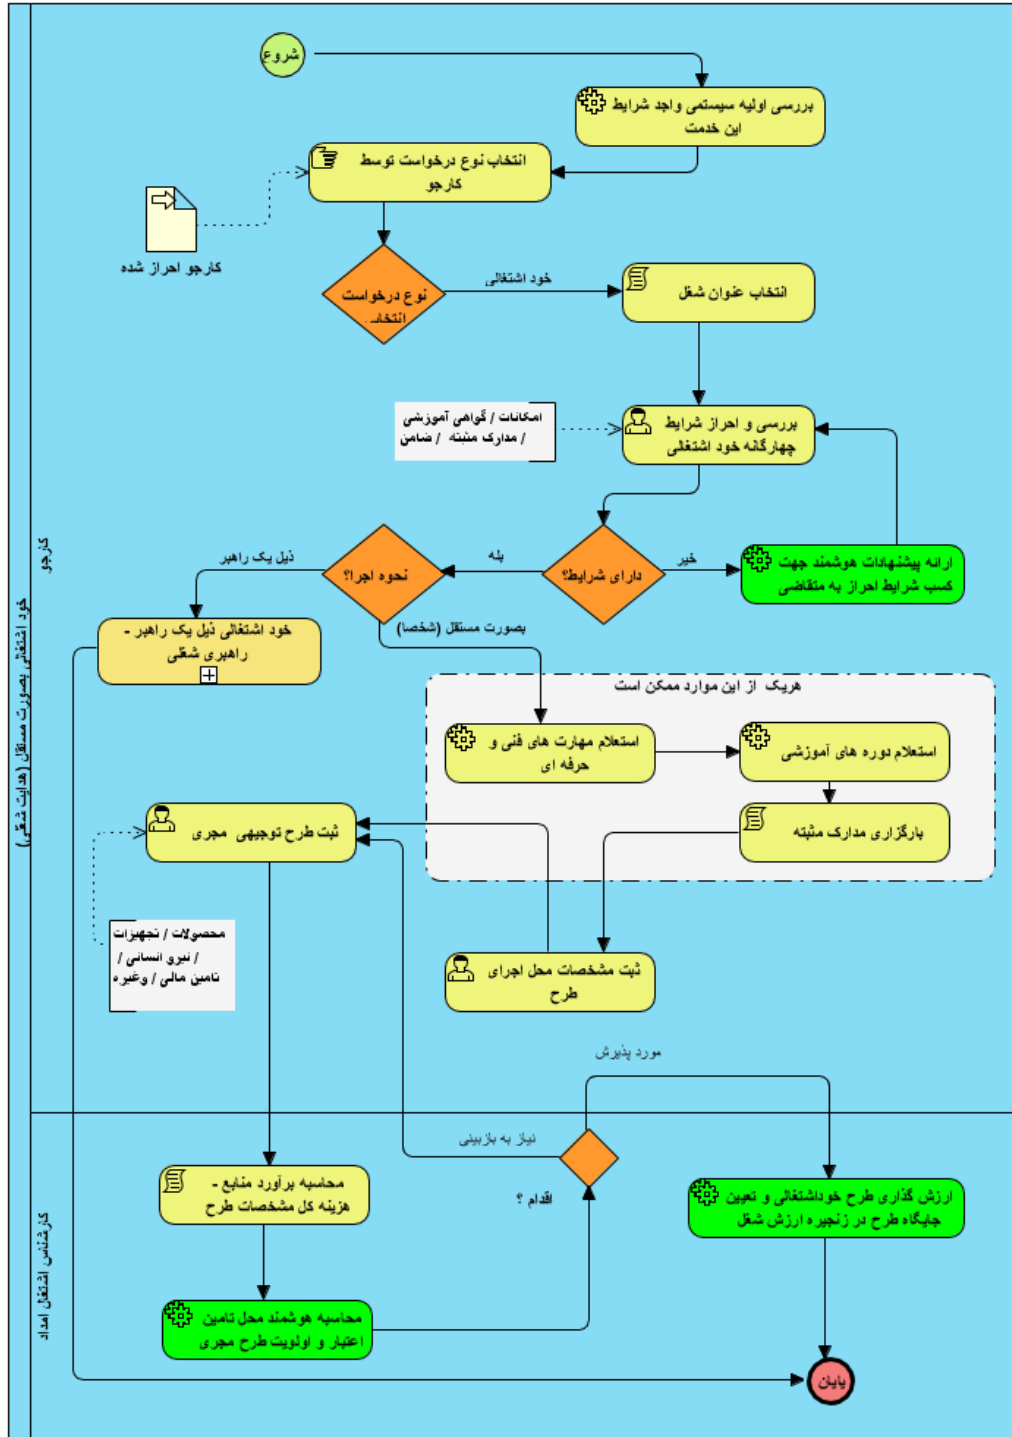 شروع
بررسی اولیه سیستمی واجد شرایط
این خدمت
انتخاب نوع درخواست توسط
کارجو
کارجو احراز شده
نوع درخواست
انتخابی
خود اشتغالی
انتخاب عنوان شغل
امکانات / گواهی آموزشی
/ مدارک مثبته / ضامن
بررسی و احراز شرایط
چهارگانه خود اشتغالی
دارای شرایط؟
خیر
ارائه پیشنهادات هوشمند جهت
کسب شرایط احراز به متقاضی
بله
نحوه اجرا؟
ذیل یک راهبر
خود اشتغالی ذیل یک راهبر -
راهبری شغلی
بصورت مستقل (شخصا)
هریک از این موارد ممکن است
استعلام مهارت های فنی و
حرفه ای
استعلام دوره های آموزشی
بارگزاری مدارک مثبته
ثبت مشخصات محل اجرای
طرح
ثبت طرح توجیهی مجری
محصولات / تجهیزات
/ نیرو انسانی /
تامین مالی / وغیره
مورد پذیرش
نیاز به بازبینی
اقدام ؟
محاسبه برآورد منابع -
هزینه کل مشخصات طرح
محاسبه هوشمند محل تامین
اعتبار و اولویت طرح مجری
ارزش گذاری طرح خوداشتغالی و تعیین
جایگاه طرح در زنجیره ارزش شغل
پایان
کارجو
کارشناس اشتغال امداد
خود اشتغالی بصورت مستقل (هدایت شغلی)